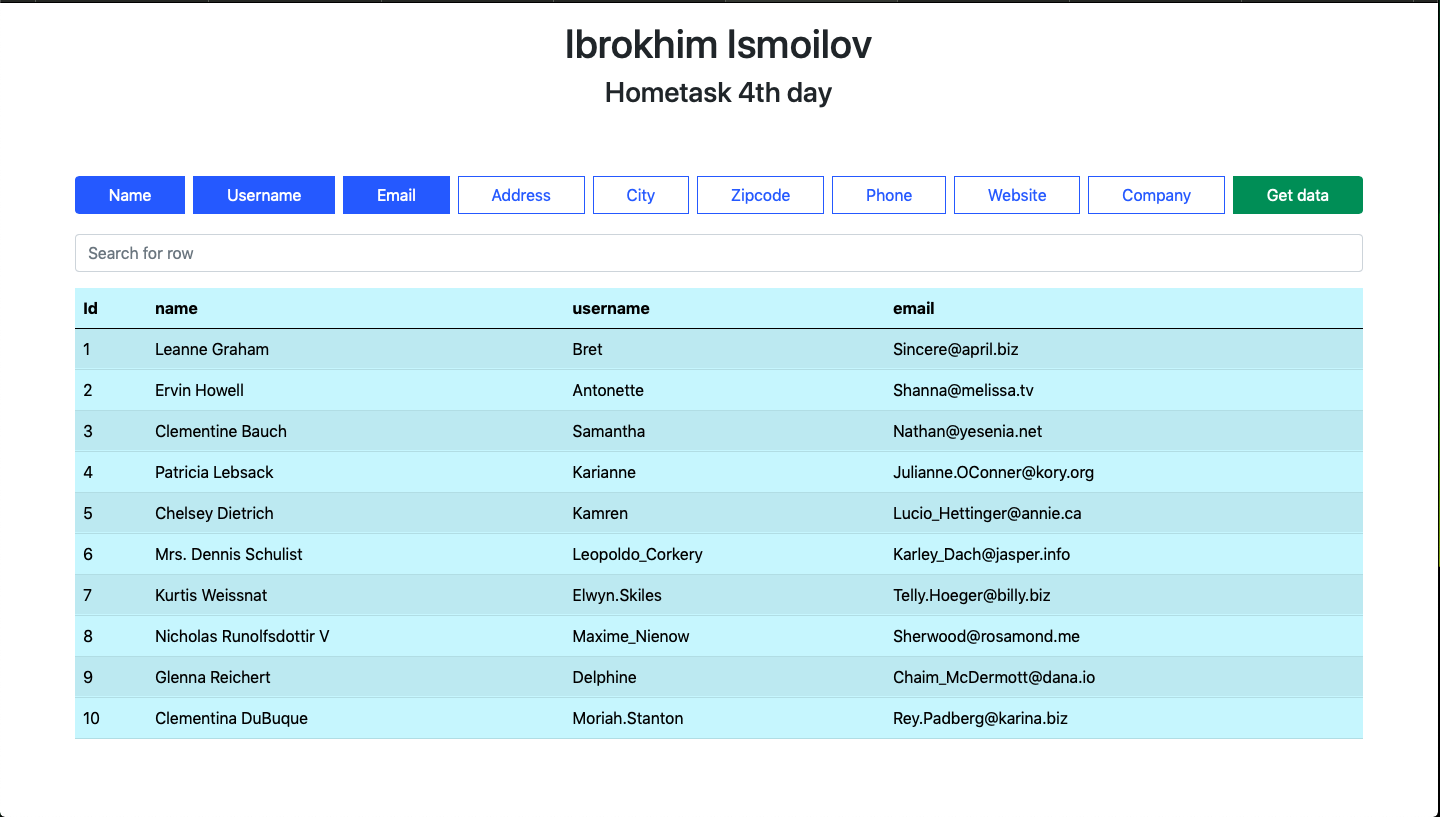 Ibrokhim Ismoilov
Hometask 4th day
Name Username Email Address City Zipcode Phone Website Company Get data
Search for row
Id name username email
1 Leanne Graham Bret Sincere@april.biz
2 Ervin Howell Antonette Shanna@melissa.tv
3 Clementine Bauch Samantha Nathan@yesenia.net
4 Patricia Lebsack Karianne Julianne.OConner@kory.org
5 Chelsey Dietrich Kamren Lucio_Hettinger@annie.ca
6 Mrs. Dennis Schulist Leopoldo_Corkery Karley_Dach@jasper.info
7 Kurtis Weissnat Elwyn.Skiles Telly.Hoeger@billy.biz
8 Nicholas Runolfsdottir V Maxime_Nienow Sherwood@rosamond.me
9 Glenna Reichert Delphine Chaim_McDermott@dana.io
10 Clementina DuBuque Moriah.Stanton Rey.Padberg@karina.biz